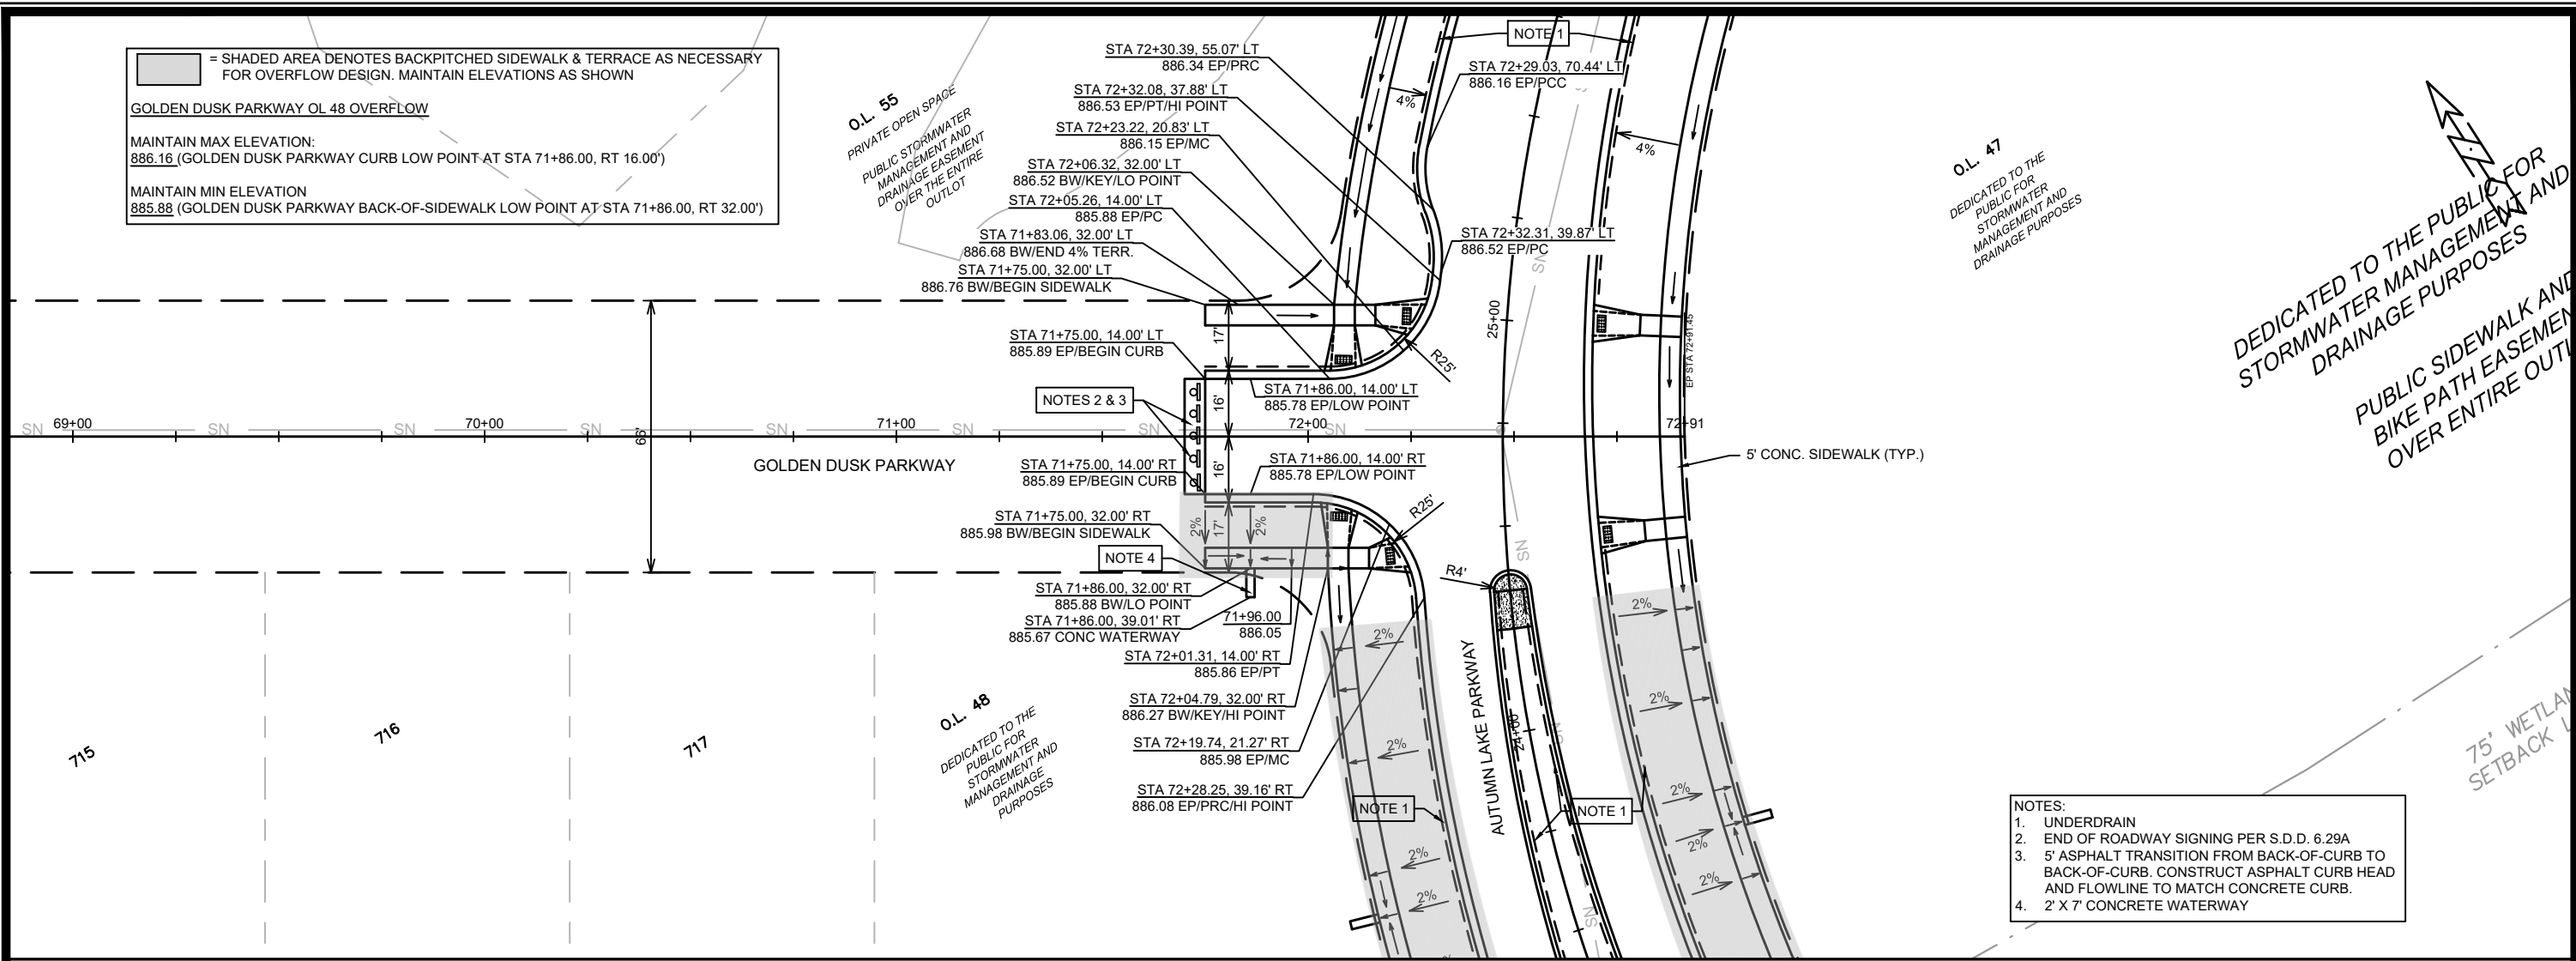 = SHADED AREA DENOTES BACKPITCHED SIDEWALK & TERRACE AS NECESSARY
FOR OVERFLOW DESIGN. MAINTAIN ELEVATIONS AS SHOWN
GOLDEN DUSK PARKWAY OL 48 OVERFLOW
MAINTAIN MAX ELEVATION:
886.16 (GOLDEN DUSK PARKWAY CURB LOW POINT AT STA 71+86.00, RT 16.00')
MAINTAIN MIN ELEVATION
885.88 (GOLDEN DUSK PARKWAY BACK-OF-SIDEWALK LOW POINT AT STA 71+86.00, RT 32.00')
O.L. 55
PRIVATE OPEN SPACE
PUBLIC STORMWATER
MANAGEMENT AND
DRAINAGE EASEMENT
OVER THE ENTIRE
OUTLOT
STA 72+30.39, 55.07' LT
886.34 EP/PRC
STA 72+32.08, 37.88' LT
886.53 EP/PT/HI POINT
STA 72+23.22, 20.83' LT
886.15 EP/MC
STA 72+06.32, 32.00' LT
886.52 BW/KEY/LO POINT
STA 72+05.26, 14.00' LT
885.88 EP/PC
STA 71+83.06, 32.00' LT
886.68 BW/END 4% TERR.
STA 71+75.00, 32.00' LT
886.76 BW/BEGIN SIDEWALK
STA 71+75.00, 14.00' LT
885.89 EP/BEGIN CURB
NOTES 2 & 3
NOTE 1
STA 72+29.03, 70.44' LT
886.16 EP/PCC
4%
4%
STA 72+32.31, 39.87' LT
886.52 EP/PC
SN
25+00
EP STA 72+91.45
17'
R25'
16'
STA 71+86.00, 14.00' LT
885.78 EP/LOW POINT
O.L. 47
DEDICATED TO THE
PUBLIC FOR
STORMWATER
MANAGEMENT AND
DRAINAGE PURPOSES
DEDICATED TO THE PUBLIC FOR
STORMWATER MANAGEMENT AND
DRAINAGE PURPOSES
PUBLIC SIDEWALK AND
BIKE PATH EASEMEN
OVER ENTIRE OUTL
SN
69+00
SN
SN
70+00
SN
SN
71+00
SN
SN
72+00
SN
72+91
66'
GOLDEN DUSK PARKWAY
5' CONC. SIDEWALK (TYP.)
16'
STA 71+86.00, 14.00' RT
885.78 EP/LOW POINT
STA 71+75.00, 14.00' RT
885.89 EP/BEGIN CURB
R25'
2%
17'
2%
STA 71+75.00, 32.00' RT
885.98 BW/BEGIN SIDEWALK
NOTE 4
SN
R4'
STA 71+86.00, 32.00' RT
885.88 BW/LO POINT
STA 71+86.00, 39.01' RT
885.67 CONC WATERWAY
71+96.00
886.05
STA 72+01.31, 14.00' RT
885.86 EP/PT
STA 72+04.79, 32.00' RT
886.27 BW/KEY/HI POINT
STA 72+19.74, 21.27' RT
885.98 EP/MC
STA 72+28.25, 39.16' RT
886.08 EP/PRC/HI POINT
2%
2%
2%
2%
NOTE 1
AUTUMN LAKE PARKWAY
24+00
SN
NOTE 1
SN
2%
2%
2%
2%
2%
715
716
717
O.L. 48
DEDICATED TO THE
PUBLIC FOR
STORMWATER
MANAGEMENT AND
DRAINAGE
PURPOSES
75' WETLAN
SETBACK L
NOTES:
1. UNDERDRAIN
2. END OF ROADWAY SIGNING PER S.D.D. 6.29A
3. 5' ASPHALT TRANSITION FROM BACK-OF-CURB TO
BACK-OF-CURB. CONSTRUCT ASPHALT CURB HEAD
AND FLOWLINE TO MATCH CONCRETE CURB.
4. 2' X 7' CONCRETE WATERWAY